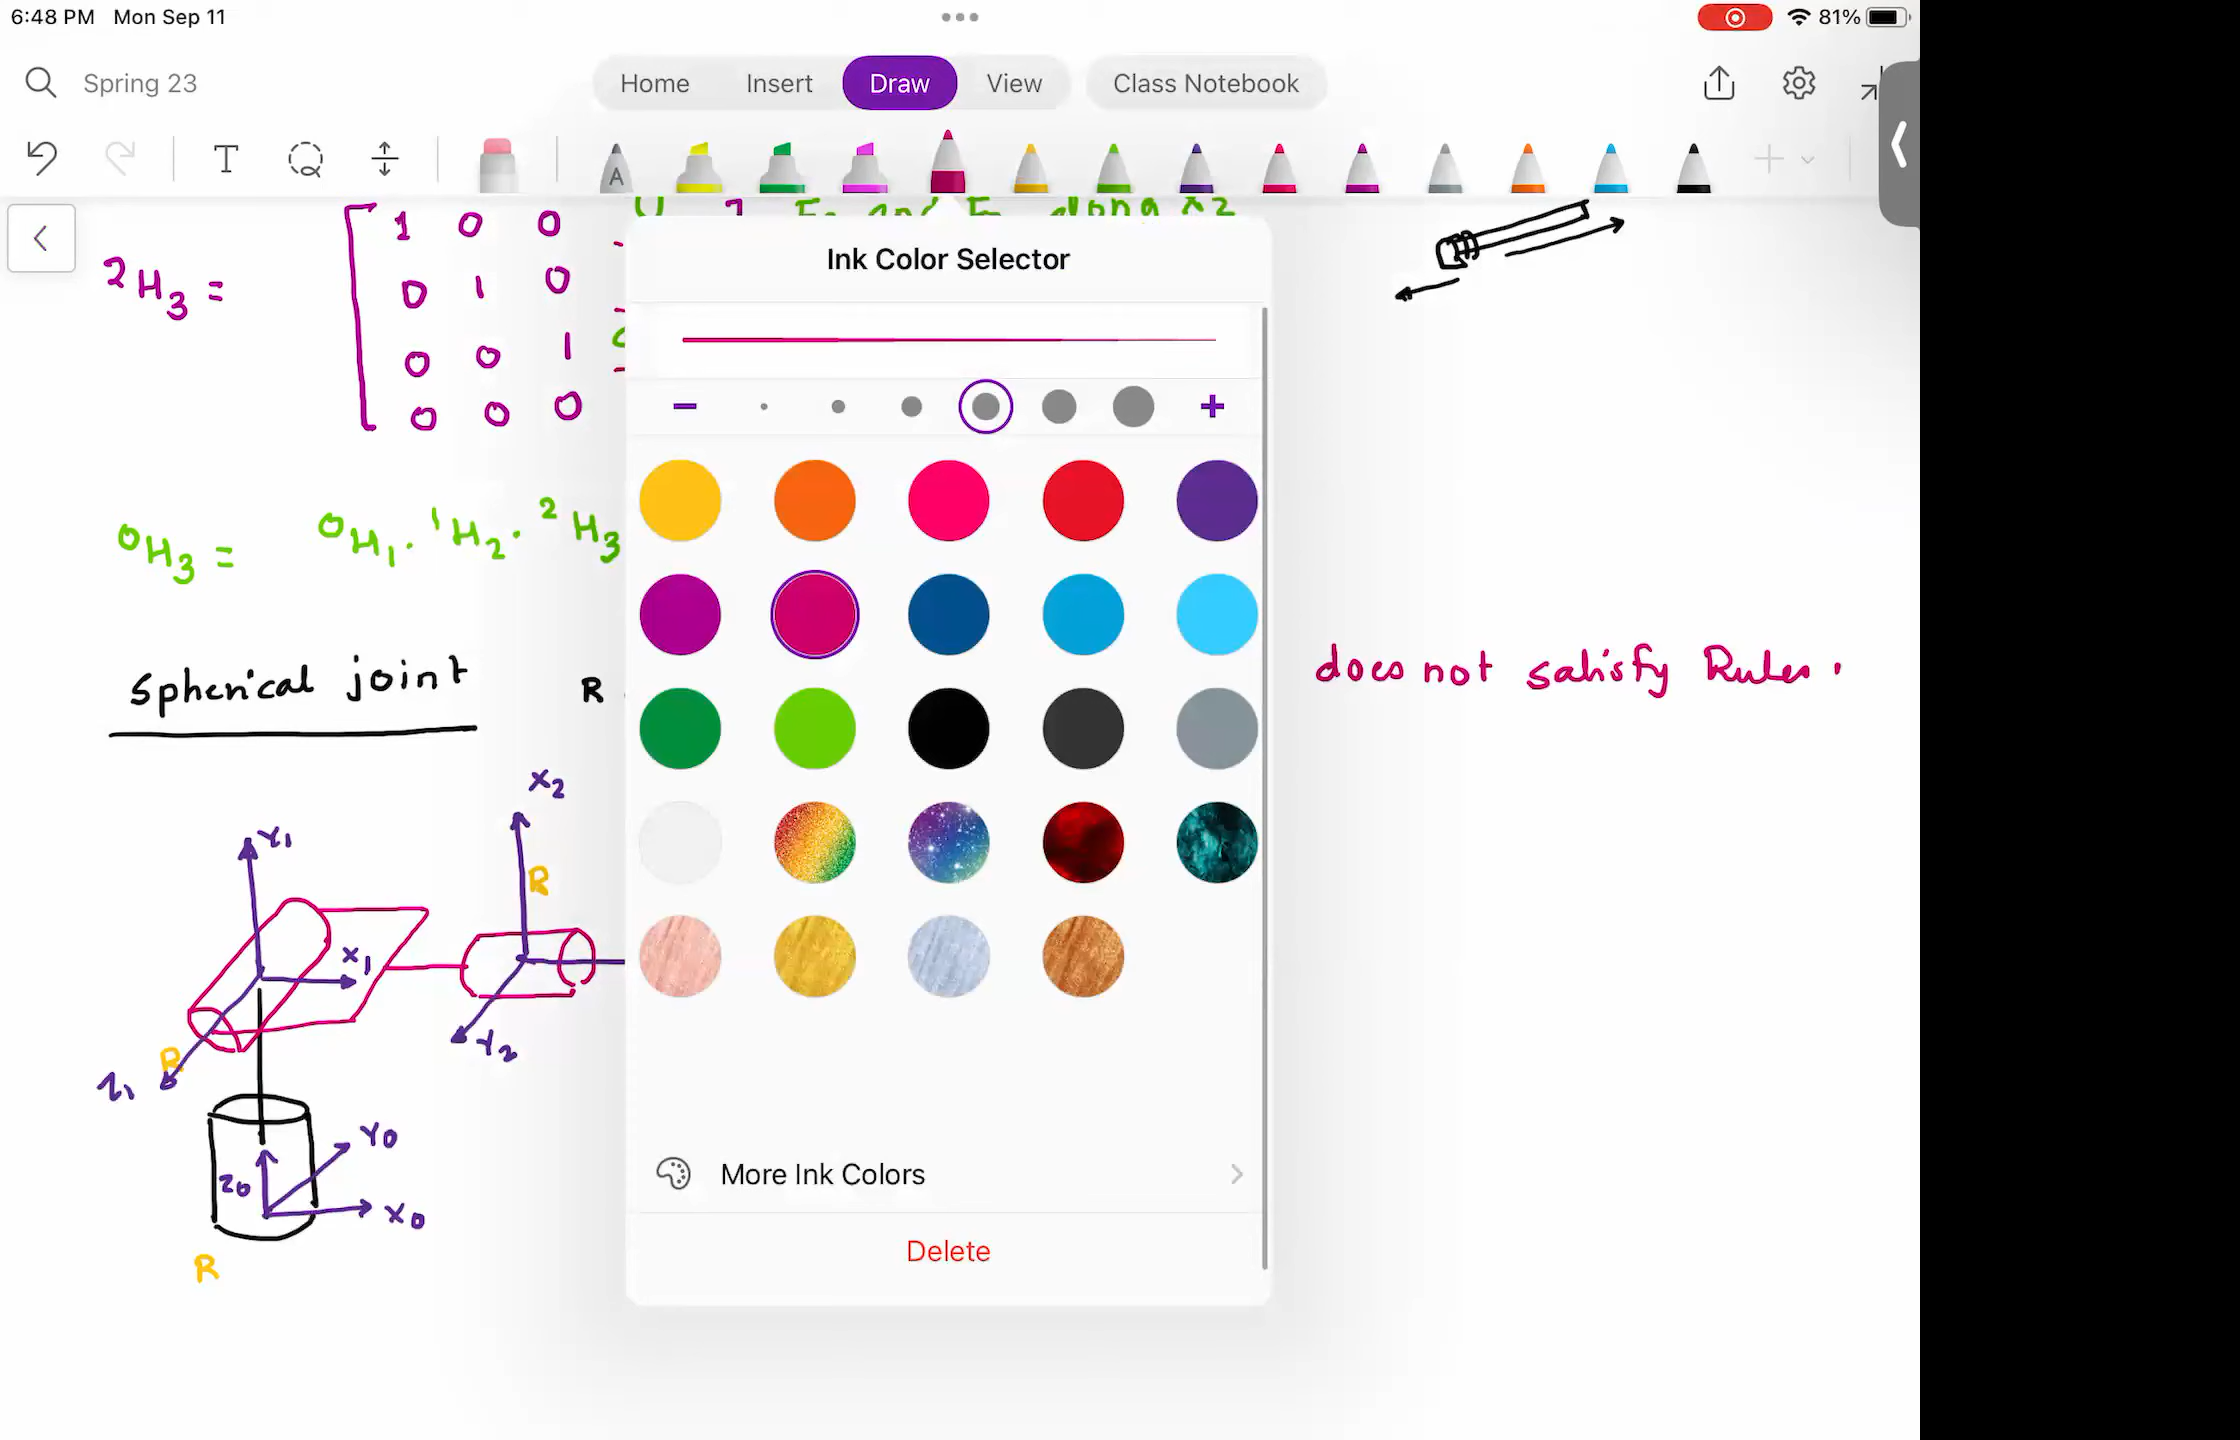 6:48 PM Mon Sep 11
81%
Spring 23
Home Insert Draw View Class Notebook
T
A
along x2
1 0 0
2H3 =
0 1 0
0 0 1
0 0 0
Ink Color Selector
0H3 = 0H1 . 1H2 . 2H3
Spherical joint
R
does not satisfy Rules .
X2
Y1
R
X1
Y2
R
Z1
Y0
Z0
X0
R
More Ink Colors
Delete